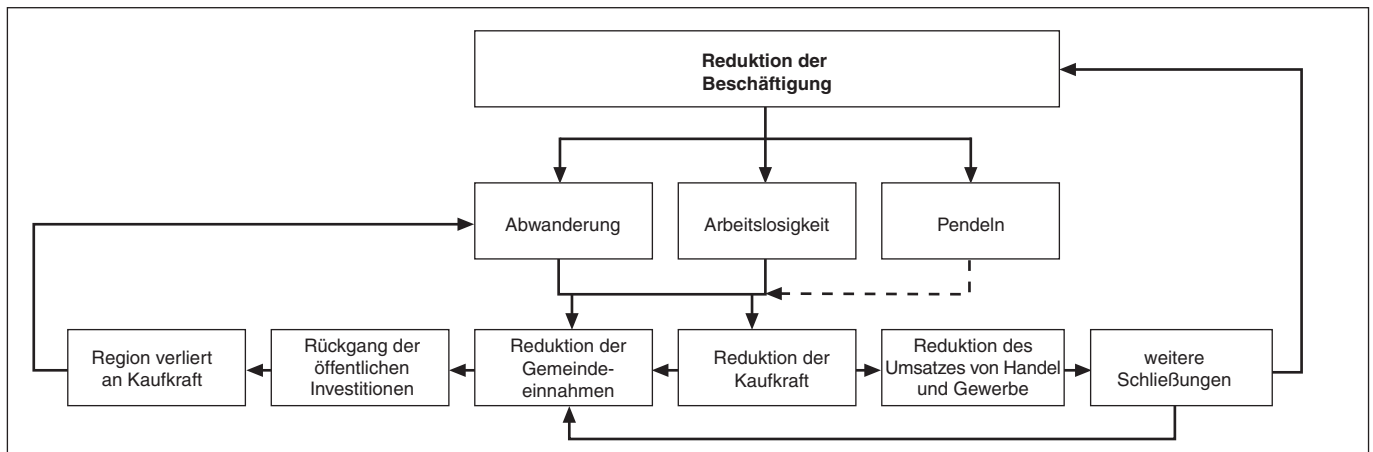 Reduktion der
Beschäftigung
Abwanderung
Arbeitslosigkeit
Pendeln
Region verliert
an Kaufkraft
Rückgang der
öffentlichen
Investitionen
Reduktion der
Gemeinde-
einnahmen
Reduktion der
Kaufkraft
Reduktion des
Umsatzes von Handel
und Gewerbe
weitere
Schließungen